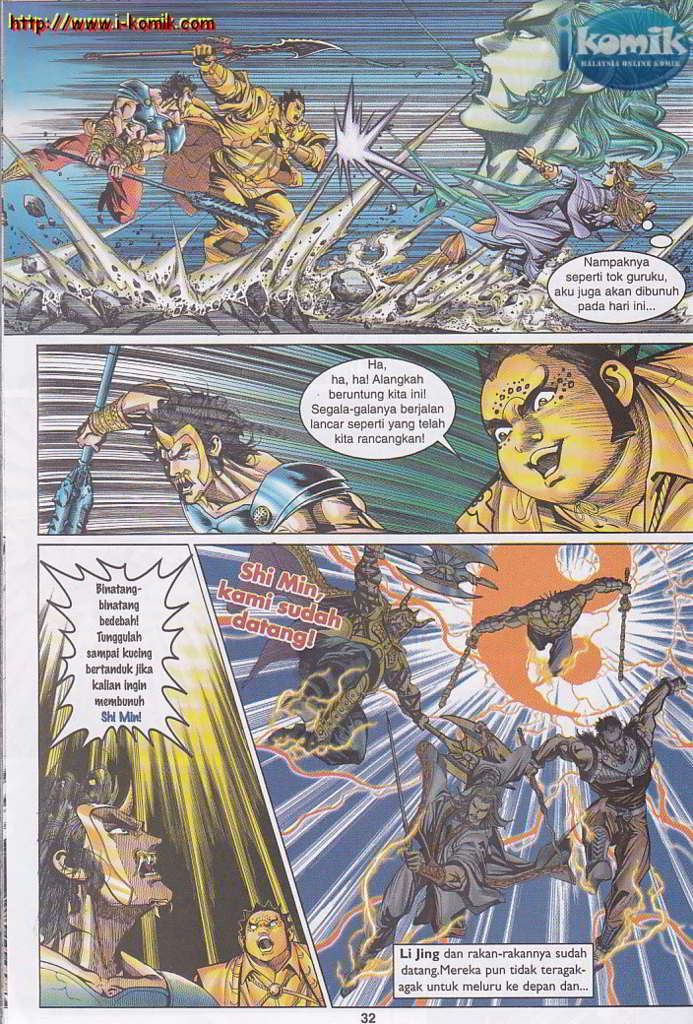 http://www.i-komik.com
ikomik
MALAYSIA ONLINE KOMIK
Nampaknya
seperti tok guruku,
aku juga akan dibunuh
pada hari ini...
Ha,
ha, ha! Alangkah
beruntung kita ini!
Segala-galanya berjalan
lancar seperti yang telah
kita rancangkan!
Binatang-
binatang
bedebah!
Tunggulah
sampai kucing
bertanduk jika
kalian ingin
membunuh
Shi Min!
Shi Min,
kami sudah
datang!
Li Jing dan rakan-rakannya sudah
datang.Mereka pun tidak teragak-
agak untuk meluru ke depan dan...
32